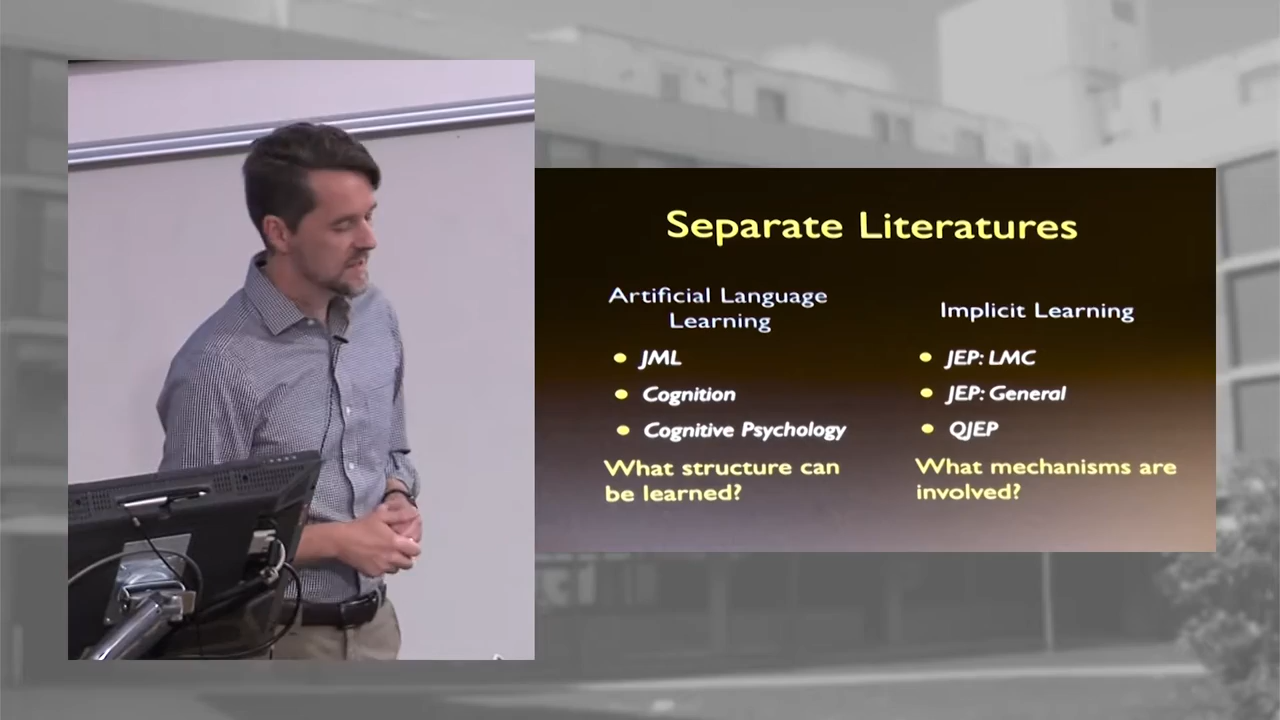 Separate Literatures
Artificial Language
Learning
JML
Cognition
Cognitive Psychology
What structure can
be learned?
Implicit Learning
JEP: LMC
JEP: General
QJEP
What mechanisms are
involved?